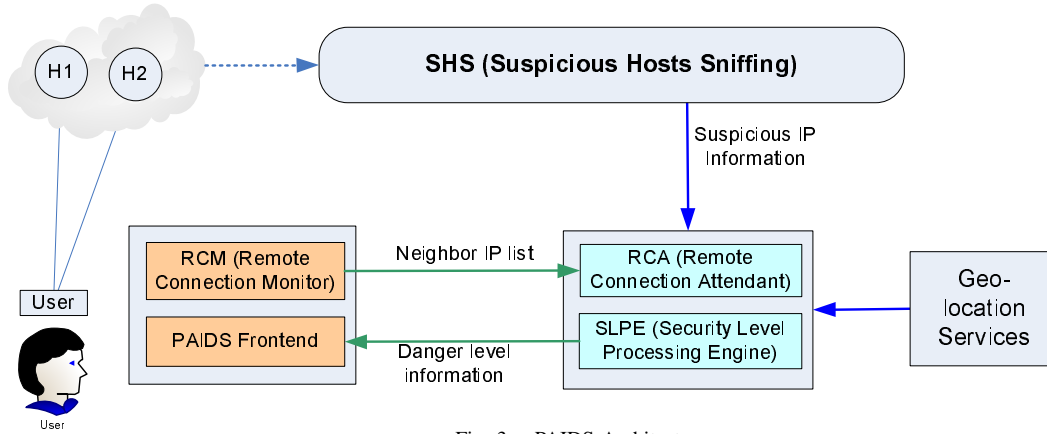 H1
H2
SHS (Suspicious Hosts Sniffing)
Suspicious IP
Information
RCM (Remote
Connection Monitor)
Neighbor IP list
RCA (Remote
Connection Attendant)
Geo-
location
Services
User
PAIDS Frontend
Danger level
information
SLPE (Security Level
Processing Engine)
User